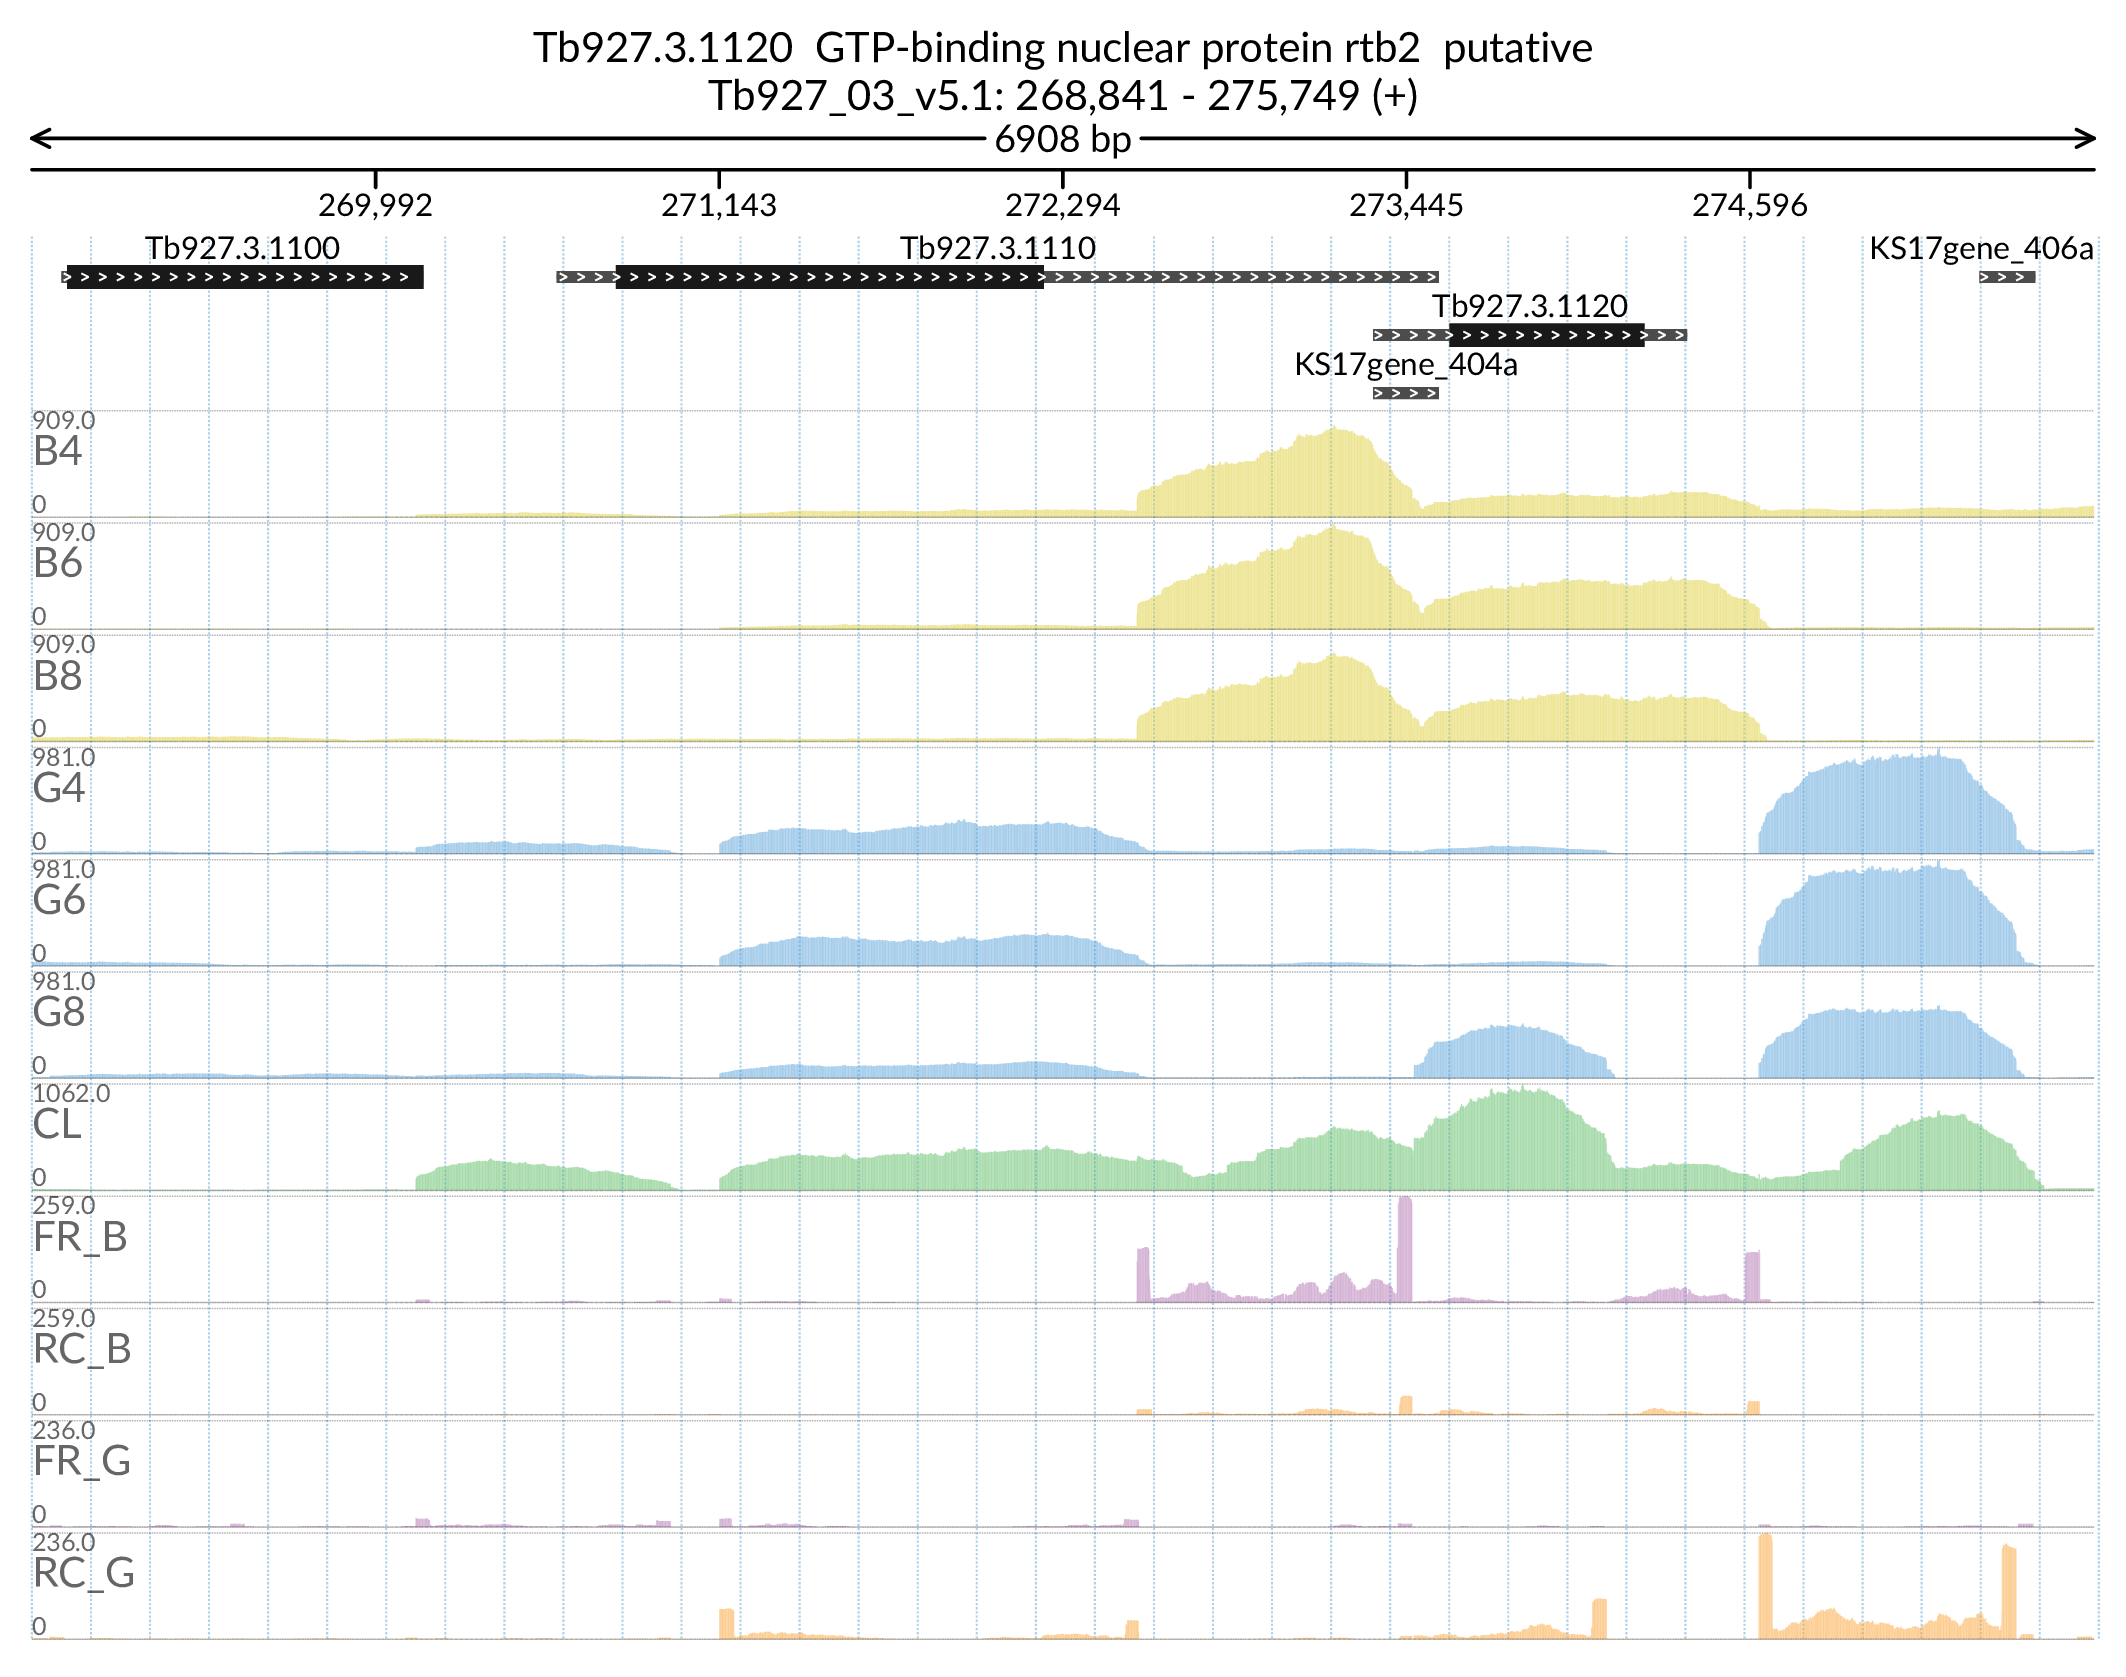 Tb927.3.1120  GTP-binding nuclear protein rtb2  putative
Tb927_03_v5.1: 268,841 - 275,749 (+)
6908 bp
269,992 271,143 272,294 273,445 274,596
Tb927.3.1100 Tb927.3.1110 KS17gene_406a
Tb927.3.1120
KS17gene_404a
909.0
B4
0
909.0
B6
0
909.0
B8
0
981.0
G4
0
981.0
G6
0
981.0
G8
0
1062.0
CL
0
259.0
FR_B
0
259.0
RC_B
0
236.0
FR_G
0
236.0
RC_G
0